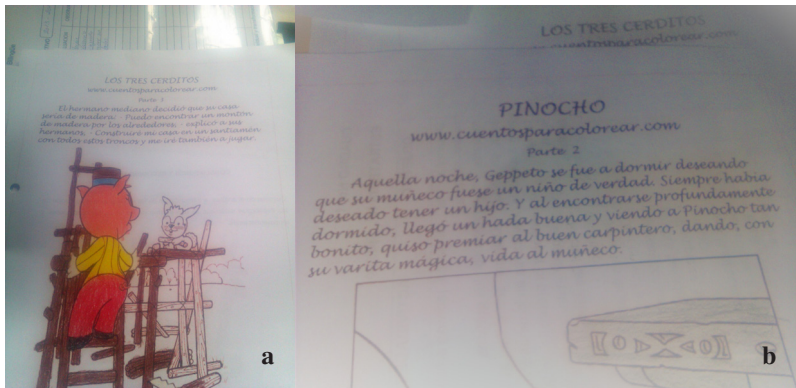 LOS TRES CERDITOS
www.cuentosparacolorear.com
Parte 3
El hermano mediano decidió que su casa
sería de madera: - Puedo encontrar un montón
de madera por los alrededores, - explicó a sus
hermanos, - Construiré mi casa en un santiamén
con todos estos troncos y me iré también a jugar.
a
LOS TRES CERDITOS
www.cuentosparacolorear.com
PINOCHO
www.cuentosparacolorear.com
Parte 2
Aquella noche, Geppeto se fue a dormir deseando
que su muñeco fuese un niño de verdad. Siempre había
deseado tener un hijo. Y al encontrarse profundamente
dormido, llegó un hada buena y viendo a Pinocho tan
bonito, quiso premiar al buen carpintero, dando, con
su varita mágica, vida al muñeco.
b